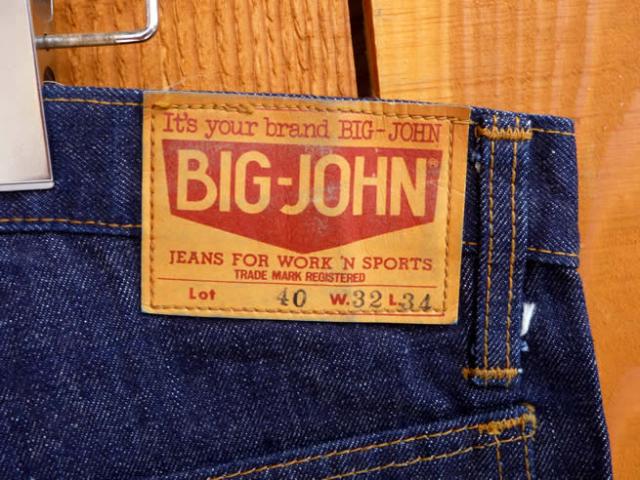 It's your brand BIG-JOHN
BIG-JOHN®
JEANS FOR WORK 'N SPORTS
TRADE MARK REGISTERED
Lot 40 W.32 L.34